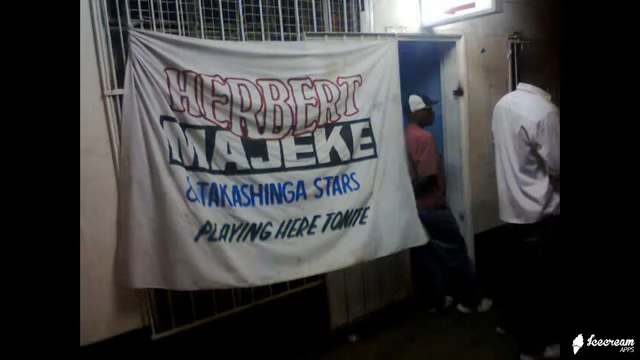 HERBERT
MAJEKE
& TAKASHINGA STARS
PLAYING HERE TONITE
Icecream
APPS